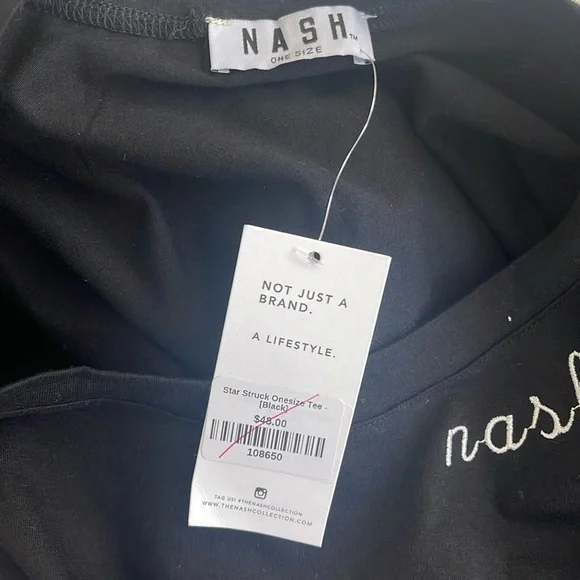 NASH™
ONE SIZE
NOT JUST A
BRAND.
A LIFESTYLE.
Star Struck Onesize Tee -
[Black]
$48.00
108650
TAG US! #THENASHCOLLECTION
WWW.THENASHCOLLECTION.COM
nash